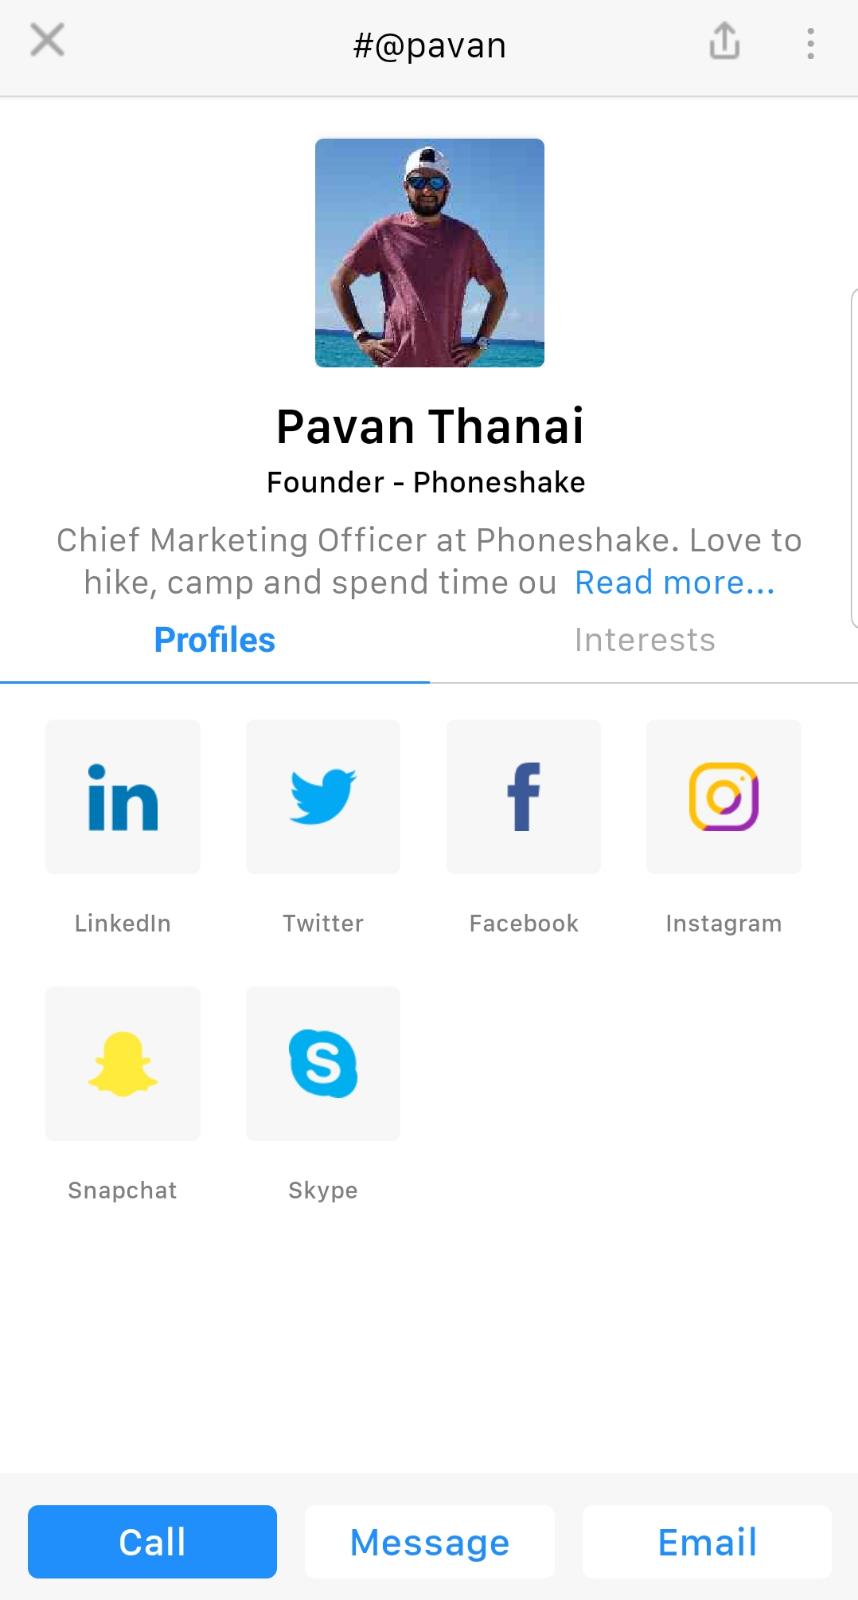 #@pavan
Pavan Thanai
Founder - Phoneshake
Chief Marketing Officer at Phoneshake. Love to
hike, camp and spend time ou Read more...
Profiles Interests
in
LinkedIn Twitter Facebook Instagram
Snapchat Skype
Call Message Email